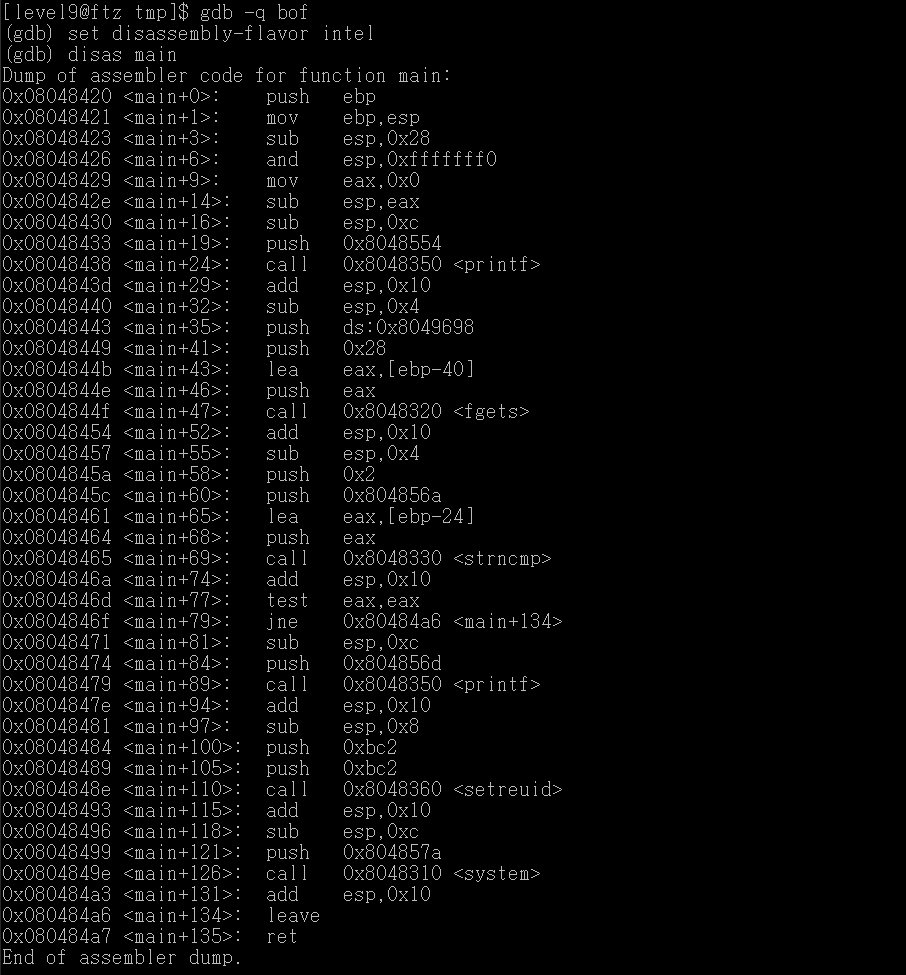 [level9@ftz tmp]$ gdb -q bof
(gdb) set disassembly-flavor intel
(gdb) disas main
Dump of assembler code for function main:
0x08048420 <main+0>:    push   ebp
0x08048421 <main+1>:    mov    ebp,esp
0x08048423 <main+3>:    sub    esp,0x28
0x08048426 <main+6>:    and    esp,0xfffffff0
0x08048429 <main+9>:    mov    eax,0x0
0x0804842e <main+14>:   sub    esp,eax
0x08048430 <main+16>:   sub    esp,0xc
0x08048433 <main+19>:   push   0x8048554
0x08048438 <main+24>:   call   0x8048350 <printf>
0x0804843d <main+29>:   add    esp,0x10
0x08048440 <main+32>:   sub    esp,0x4
0x08048443 <main+35>:   push   ds:0x8049698
0x08048449 <main+41>:   push   0x28
0x0804844b <main+43>:   lea    eax,[ebp-40]
0x0804844e <main+46>:   push   eax
0x0804844f <main+47>:   call   0x8048320 <fgets>
0x08048454 <main+52>:   add    esp,0x10
0x08048457 <main+55>:   sub    esp,0x4
0x0804845a <main+58>:   push   0x2
0x0804845c <main+60>:   push   0x804856a
0x08048461 <main+65>:   lea    eax,[ebp-24]
0x08048464 <main+68>:   push   eax
0x08048465 <main+69>:   call   0x8048330 <strncmp>
0x0804846a <main+74>:   add    esp,0x10
0x0804846d <main+77>:   test   eax,eax
0x0804846f <main+79>:   jne    0x80484a6 <main+134>
0x08048471 <main+81>:   sub    esp,0xc
0x08048474 <main+84>:   push   0x804856d
0x08048479 <main+89>:   call   0x8048350 <printf>
0x0804847e <main+94>:   add    esp,0x10
0x08048481 <main+97>:   sub    esp,0x8
0x08048484 <main+100>:  push   0xbc2
0x08048489 <main+105>:  push   0xbc2
0x0804848e <main+110>:  call   0x8048360 <setreuid>
0x08048493 <main+115>:  add    esp,0x10
0x08048496 <main+118>:  sub    esp,0xc
0x08048499 <main+121>:  push   0x804857a
0x0804849e <main+126>:  call   0x8048310 <system>
0x080484a3 <main+131>:  add    esp,0x10
0x080484a6 <main+134>:  leave
0x080484a7 <main+135>:  ret
End of assembler dump.